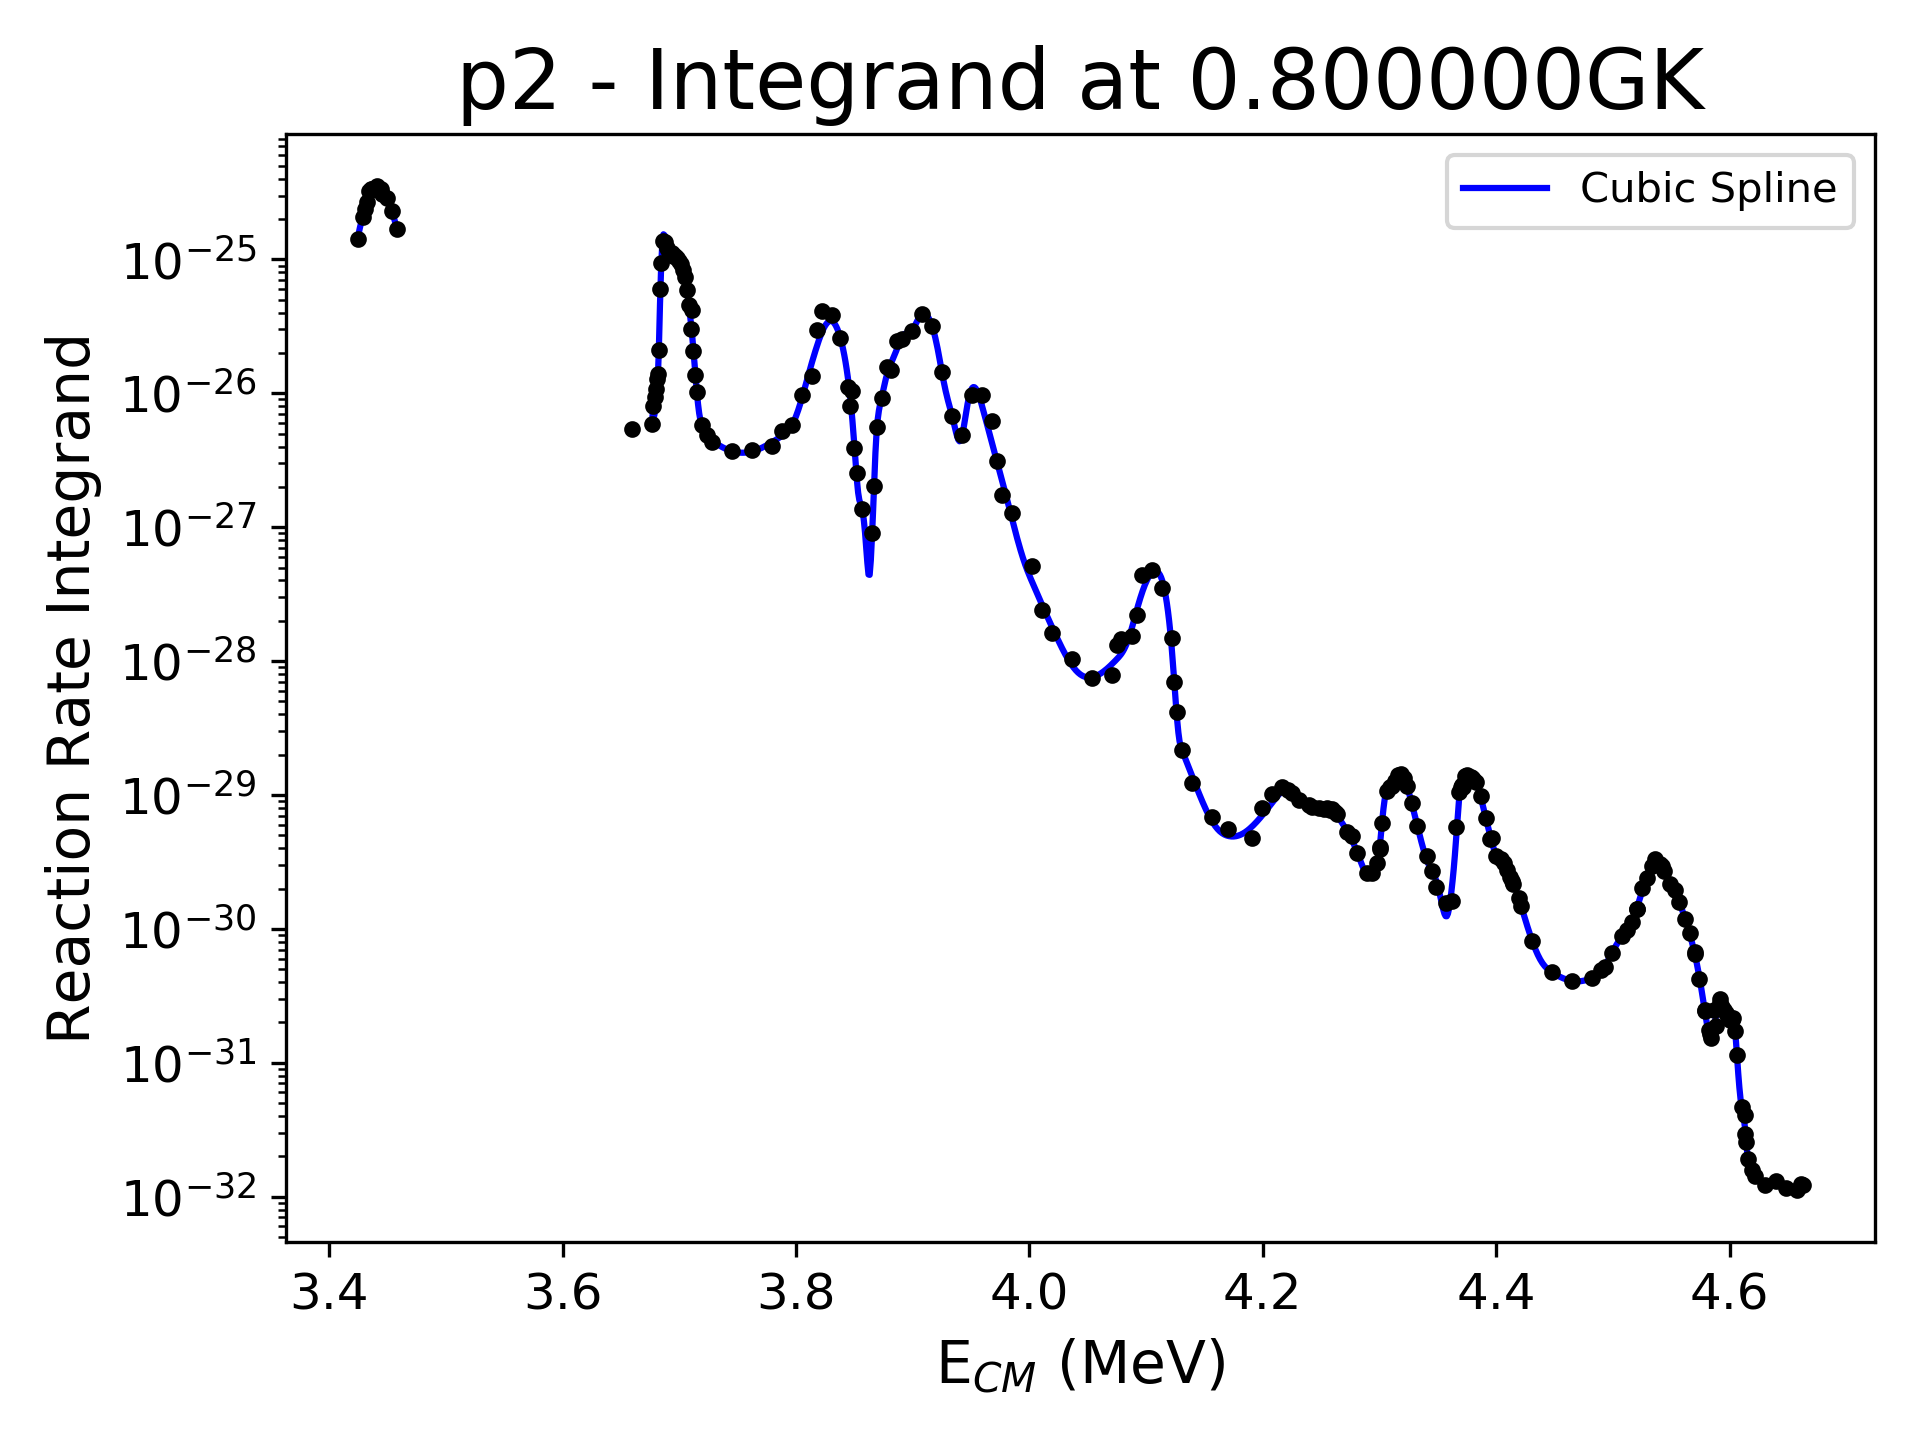 p2 - Integrand at 0.800000GK
Cubic Spline
Reaction Rate Integrand
10⁻²⁵
10⁻²⁶
10⁻²⁷
10⁻²⁸
10⁻²⁹
10⁻³⁰
10⁻³¹
10⁻³²
3.4 3.6 3.8 4.0 4.2 4.4 4.6
E_CM (MeV)